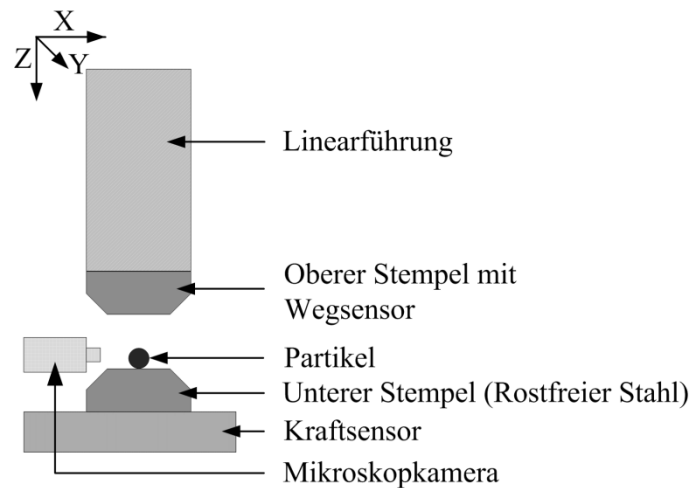 X
Z
Y
Linearführung
Oberer Stempel mit
Wegsensor
Partikel
Unterer Stempel (Rostfreier Stahl)
Kraftsensor
Mikroskopkamera